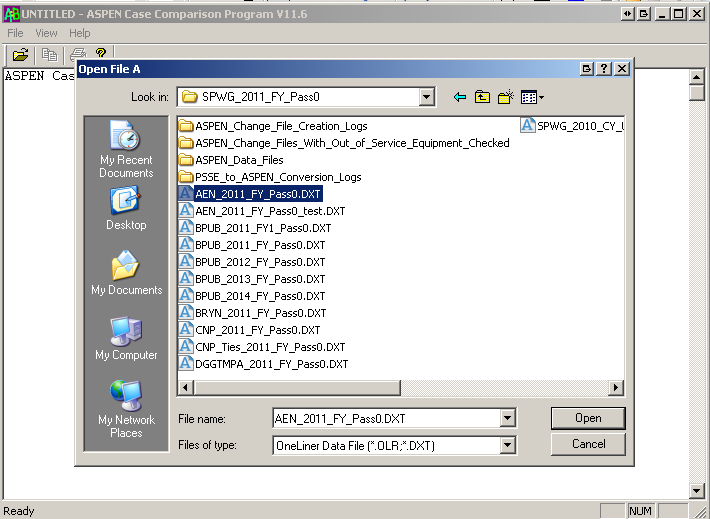 UNTITLED - ASPEN Case Comparison Program V11.6
File View Help
ASPEN Cas
Open File A
Look in: SPWG_2011_FY_Pass0
My Recent
Documents
Desktop
My Documents
My Computer
My Network
Places
ASPEN_Change_File_Creation_Logs
ASPEN_Change_Files_With_Out_of_Service_Equipment_Checked
ASPEN_Data_Files
PSSE_to_ASPEN_Conversion_Logs
AEN_2011_FY_Pass0.DXT
AEN_2011_FY_Pass0_test.DXT
BPUB_2011_FY1_Pass0.DXT
BPUB_2011_FY_Pass0.DXT
BPUB_2012_FY_Pass0.DXT
BPUB_2013_FY_Pass0.DXT
BPUB_2014_FY_Pass0.DXT
BRYN_2011_FY_Pass0.DXT
CNP_2011_FY_Pass0.DXT
CNP_Ties_2011_FY_Pass0.DXT
DGGTMPA_2011_FY_Pass0.DXT
SPWG_2010_CY_U
File name: AEN_2011_FY_Pass0.DXT Open
Files of type: OneLiner Data File (*.OLR;*.DXT) Cancel
Ready NUM